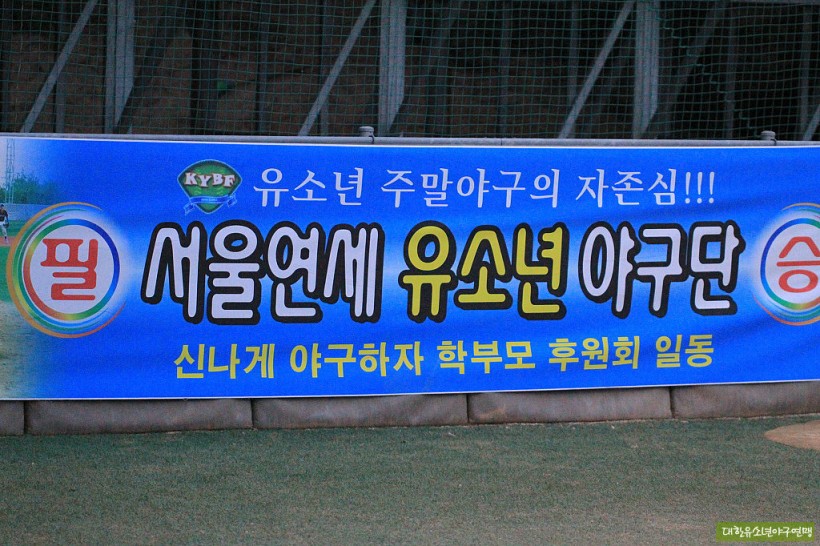 KYBF 유소년 주말야구의 자존심!!!
필 서울연세 유소년 야구단 승
신나게 야구하자 학부모 후원회 일동
대한유소년야구연맹